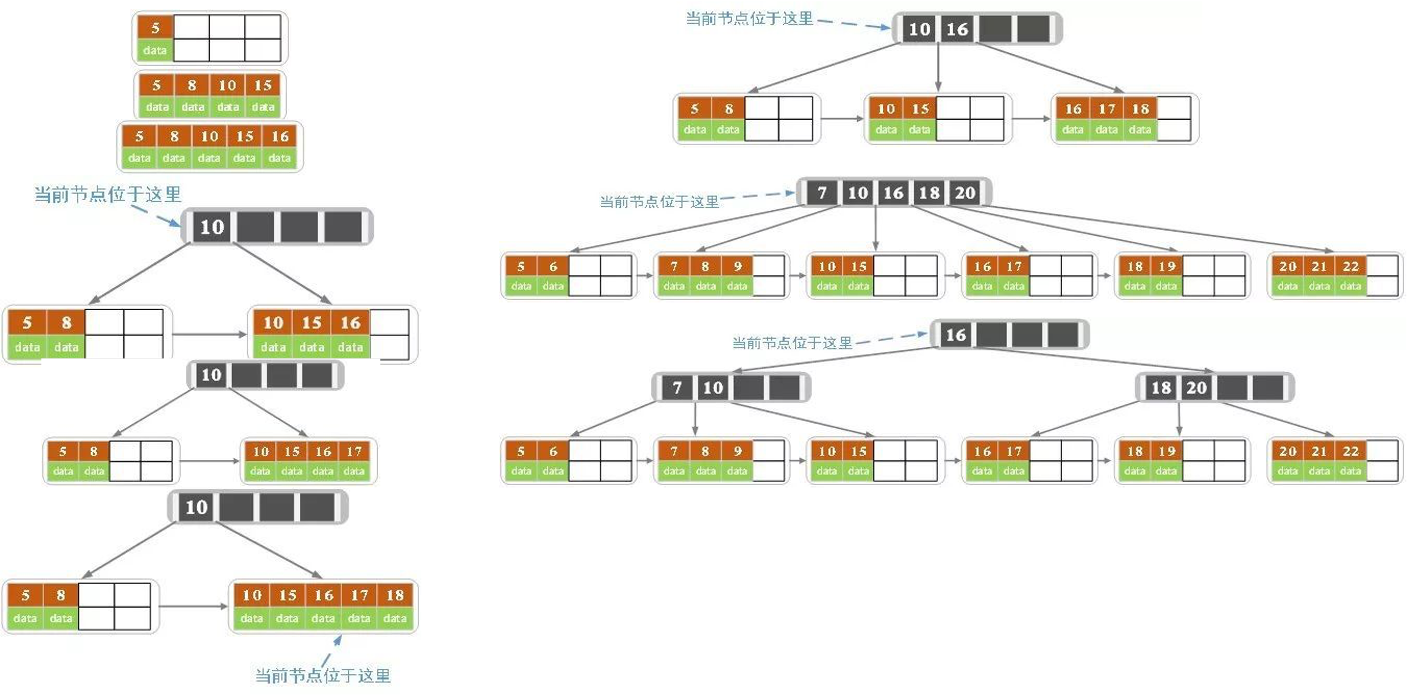 5
data
5 8 10 15
data data data data
5 8 10 15 16
data data data data data
当前节点位于这里
10
5 8 10 15 16
data data data data data
10
5 8 10 15 16 17
data data data data data data
10
5 8 10 15 16 17 18
data data data data data data data
当前节点位于这里
当前节点位于这里
10 16
5 8 10 15 16 17 18
data data data data data data data
当前节点位于这里
7 10 16 18 20
5 6 7 8 9 10 15 16 17 18 19 20 21 22
data data data data data data data data data data data data data data
当前节点位于这里
16
7 10 18 20
5 6 7 8 9 10 15 16 17 18 19 20 21 22
data data data data data data data data data data data data data data